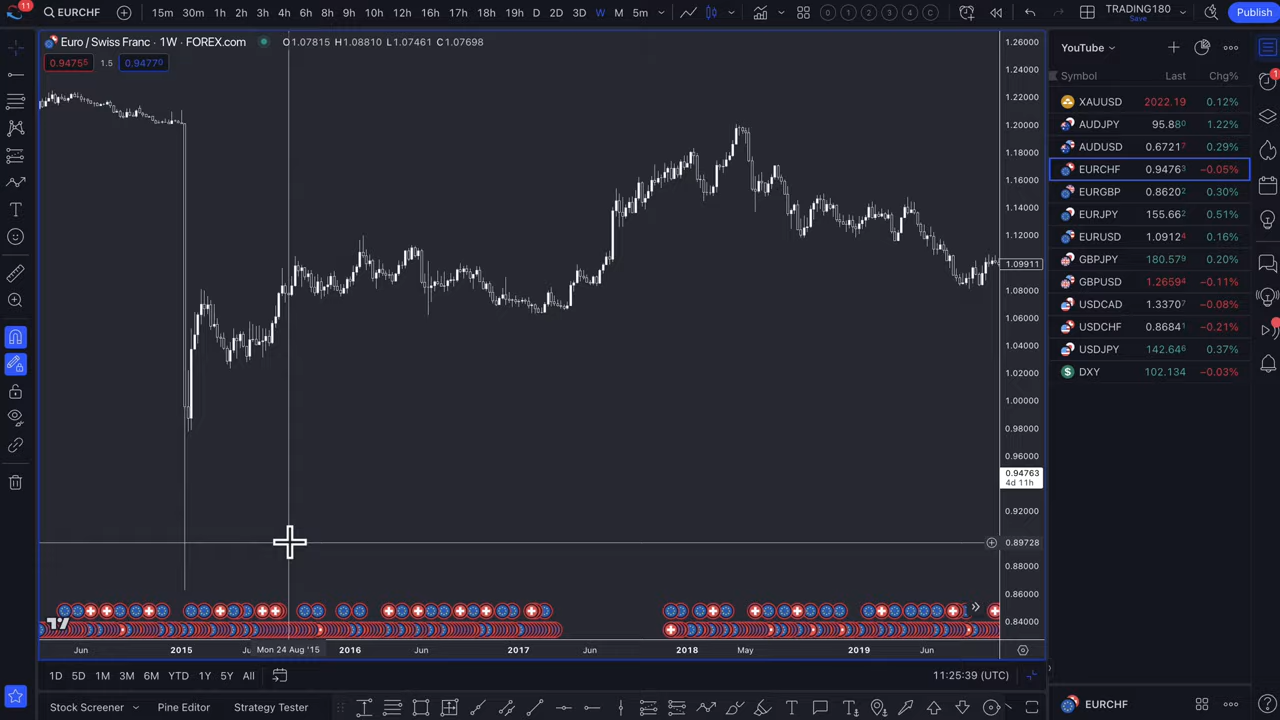 11
EURCHF
15m 30m 1h 2h 3h 4h 6h 8h 9h 10h 12h 16h 17h 18h 19h D 2D 3D W M 5m
0 1 2 4 C
TRADING180
Save
Publish
Euro / Swiss Franc · 1W · FOREX.com
O1.07815 H1.08810 L1.07461 C1.07698
0.94755 1.5 0.94770
1.26000
1.24000
1.22000
1.20000
1.18000
1.16000
1.14000
1.12000
1.09911
1.08000
1.06000
1.04000
1.02000
1.00000
0.98000
0.96000
0.94763
4d 11h
0.92000
0.89728
0.88000
0.86000
0.84000
Jun 2015 Mon 24 Aug '15 2016 Jun 2017 Jun 2018 May 2019 Jun
1D 5D 1M 3M 6M YTD 1Y 5Y All
11:25:39 (UTC)
Stock Screener Pine Editor Strategy Tester
YouTube
Symbol Last Chg%
XAUUSD 2022.19 0.12%
AUDJPY 95.880 1.22%
AUDUSD 0.67217 0.29%
EURCHF 0.94763 −0.05%
EURGBP 0.86202 0.30%
EURJPY 155.662 0.51%
EURUSD 1.09124 0.16%
GBPJPY 180.579 0.20%
GBPUSD 1.26594 −0.11%
USDCAD 1.33707 −0.08%
USDCHF 0.86841 −0.21%
USDJPY 142.646 0.37%
DXY 102.134 −0.03%
EURCHF
1